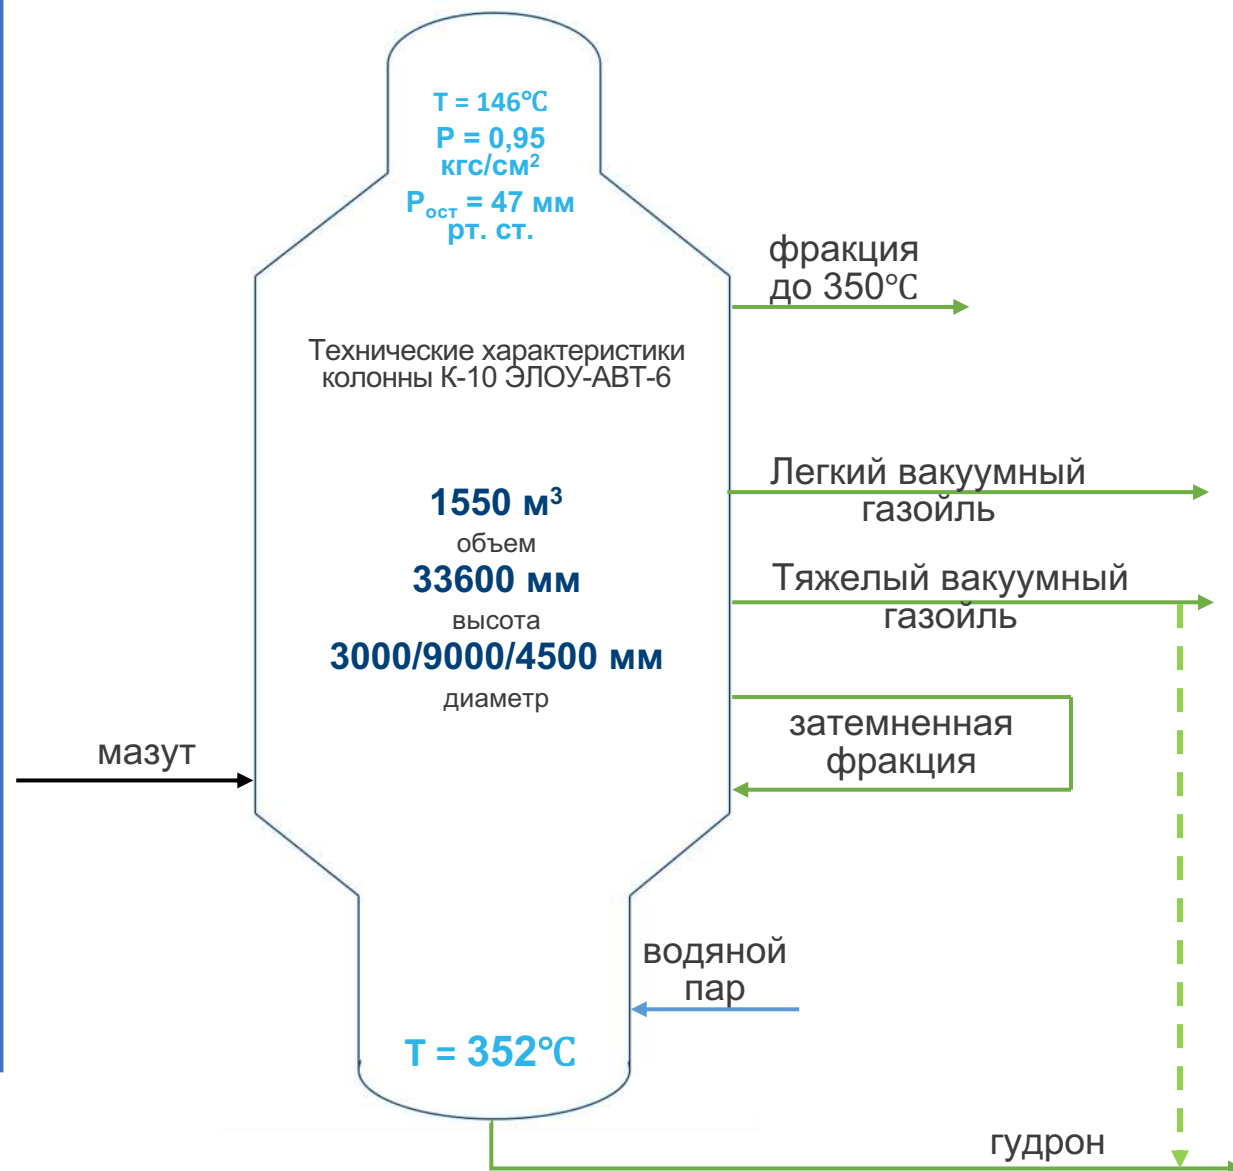 T = 146℃
P = 0,95
кгс/см²
Pост = 47 мм
рт. ст.
фракция
до 350℃
Технические характеристики
колонны К-10 ЭЛОУ-АВТ-6
Легкий вакуумный
газойль
1550 м³
объем
33600 мм
высота
3000/9000/4500 мм
диаметр
Тяжелый вакуумный
газойль
затемненная
фракция
мазут
водяной
пар
T = 352℃
гудрон